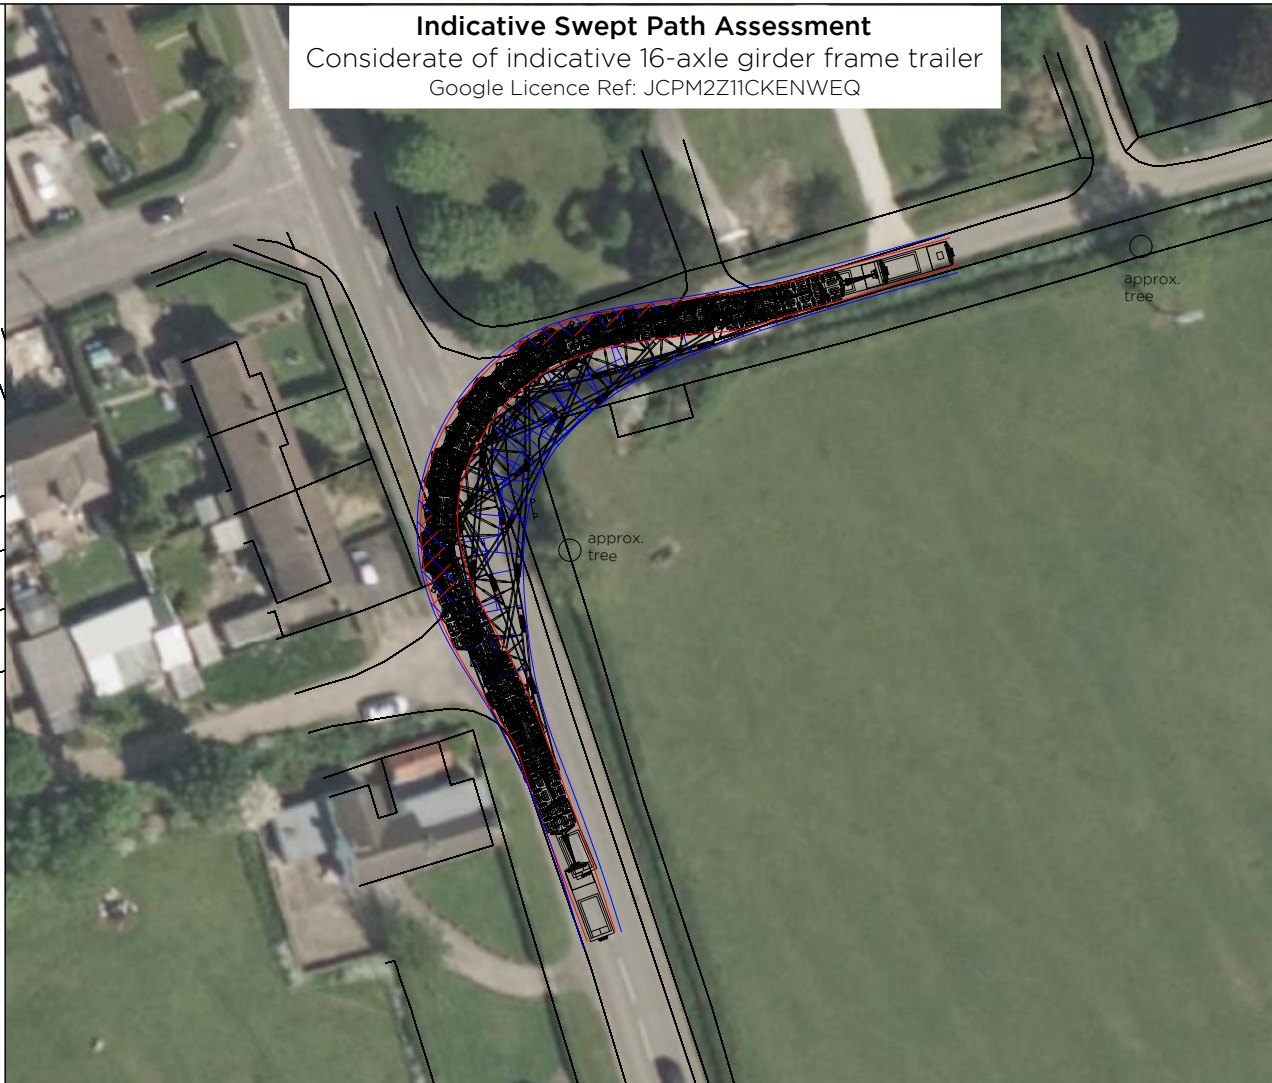 Indicative Swept Path Assessment
Considerate of indicative 16-axle girder frame trailer
Google Licence Ref: JCPM2Z11CKENWEQ
approx.
tree
approx.
tree